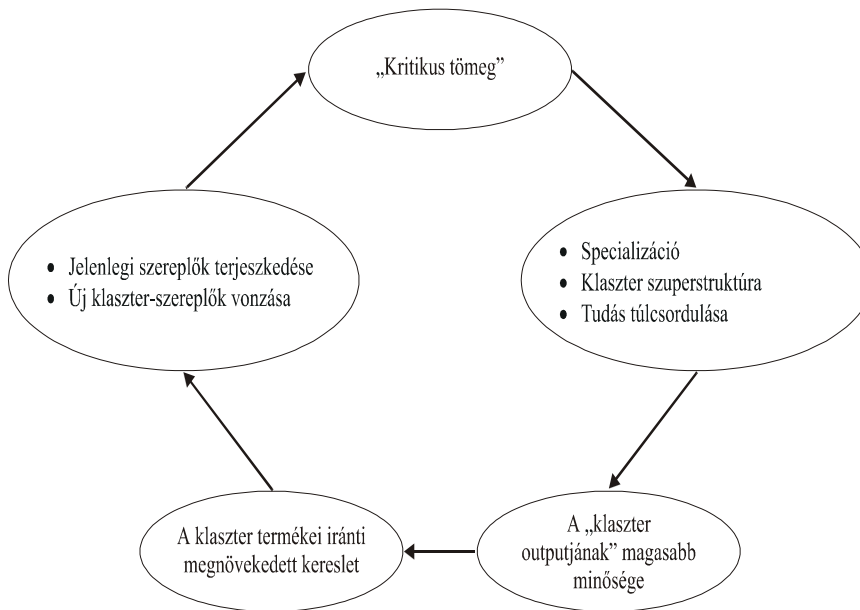 „Kritikus tömeg”
• Jelenlegi szereplők terjeszkedése
• Új klaszter-szereplők vonzása
• Specializáció
• Klaszter szuperstruktúra
• Tudás túlcsordulása
A klaszter termékei iránti
megnövekedett kereslet
A „klaszter
outputjának” magasabb
minősége